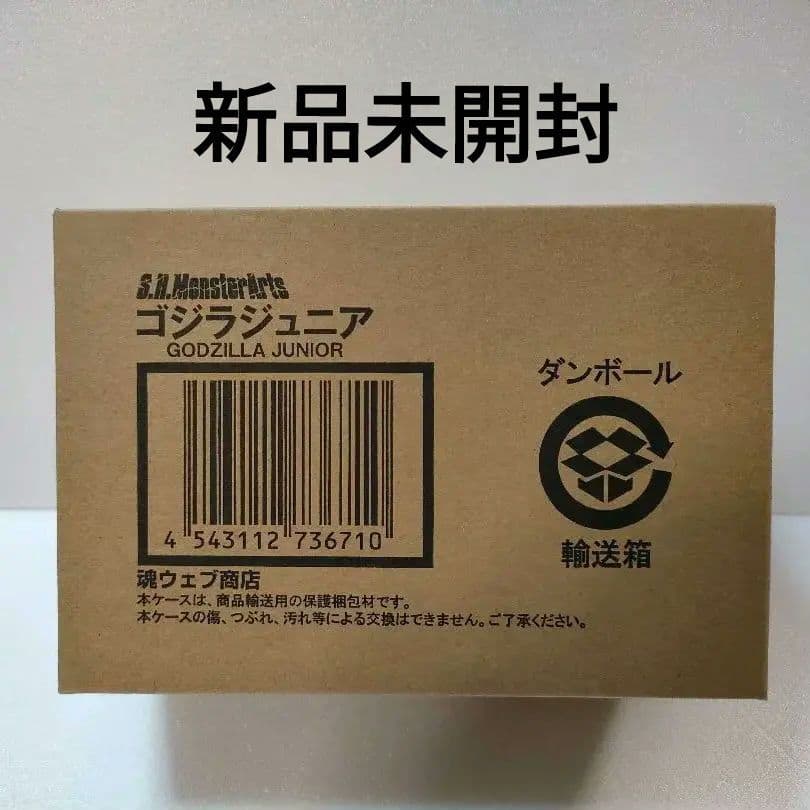 新品未開封
S.H.MonsterArts
ゴジラジュニア
GODZILLA JUNIOR
4 543112 736710
ダンボール
輸送箱
魂ウェブ商店
本ケースは、商品輸送用の保護梱包材です。
本ケースの傷、つぶれ、汚れ等による交換はできません。ご了承ください。